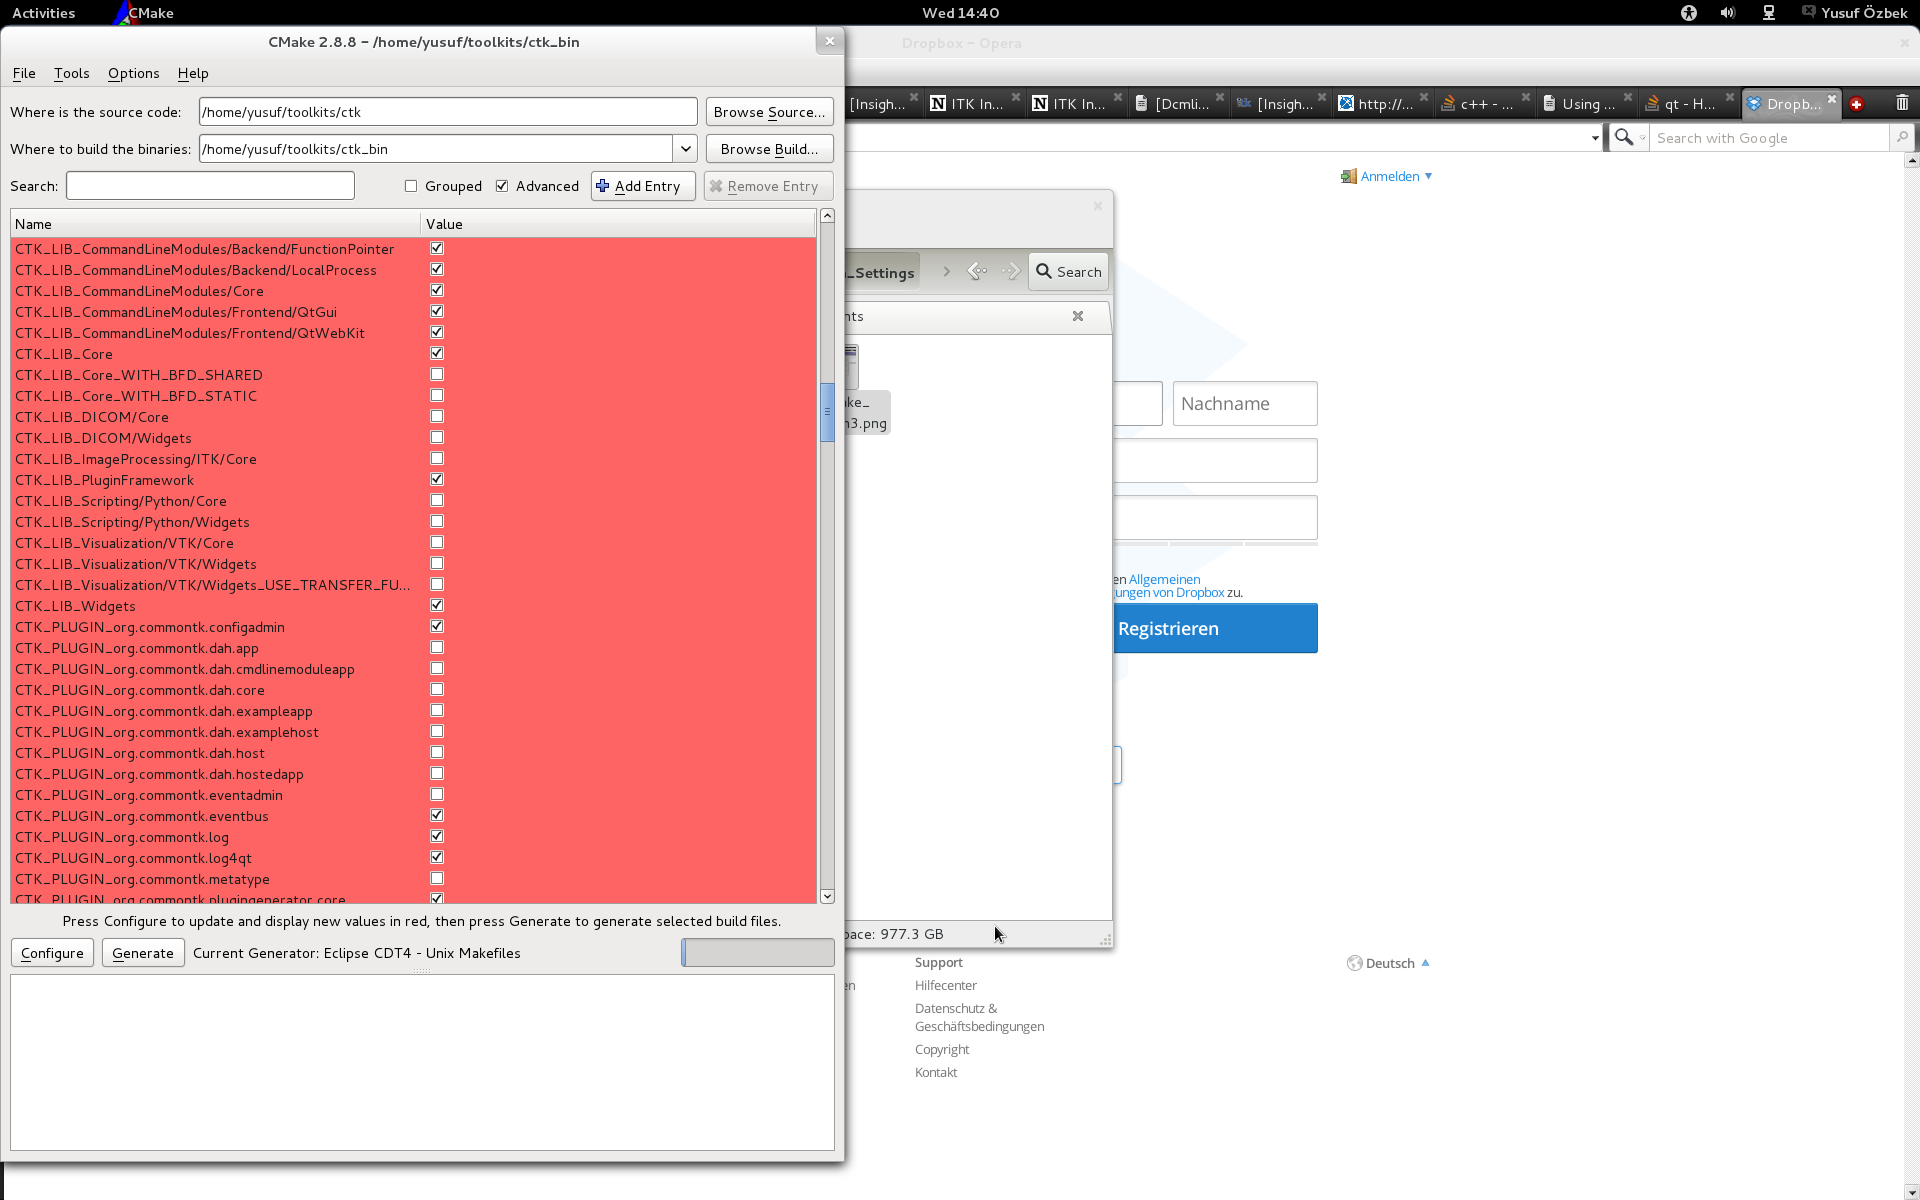 Activities CMake Wed 14:40 Yusuf Özbek
CMake 2.8.8 - /home/yusuf/toolkits/ctk_bin
Dropbox - Opera
File Tools Options Help
[Insigh... ITK In... ITK In... [Dcmli... [Insigh... http://... c++ - ... Using ... qt - H... Dropb...
Where is the source code: /home/yusuf/toolkits/ctk Browse Source...
Where to build the binaries: /home/yusuf/toolkits/ctk_bin Browse Build...
Search with Google
Search: Grouped Advanced Add Entry Remove Entry
Anmelden
Name Value
CTK_LIB_CommandLineModules/Backend/FunctionPointer
CTK_LIB_CommandLineModules/Backend/LocalProcess
CTK_LIB_CommandLineModules/Core
CTK_LIB_CommandLineModules/Frontend/QtGui
CTK_LIB_CommandLineModules/Frontend/QtWebKit
CTK_LIB_Core
CTK_LIB_Core_WITH_BFD_SHARED
CTK_LIB_Core_WITH_BFD_STATIC
CTK_LIB_DICOM/Core
CTK_LIB_DICOM/Widgets
CTK_LIB_ImageProcessing/ITK/Core
CTK_LIB_PluginFramework
CTK_LIB_Scripting/Python/Core
CTK_LIB_Scripting/Python/Widgets
CTK_LIB_Visualization/VTK/Core
CTK_LIB_Visualization/VTK/Widgets
CTK_LIB_Visualization/VTK/Widgets_USE_TRANSFER_FU...
CTK_LIB_Widgets
CTK_PLUGIN_org.commontk.configadmin
CTK_PLUGIN_org.commontk.dah.app
CTK_PLUGIN_org.commontk.dah.cmdlinemoduleapp
CTK_PLUGIN_org.commontk.dah.core
CTK_PLUGIN_org.commontk.dah.exampleapp
CTK_PLUGIN_org.commontk.dah.examplehost
CTK_PLUGIN_org.commontk.dah.host
CTK_PLUGIN_org.commontk.dah.hostedapp
CTK_PLUGIN_org.commontk.eventadmin
CTK_PLUGIN_org.commontk.eventbus
CTK_PLUGIN_org.commontk.log
CTK_PLUGIN_org.commontk.log4qt
CTK_PLUGIN_org.commontk.metatype
CTK_PLUGIN_org.commontk.plugingenerator.core
Press Configure to update and display new values in red, then press Generate to generate selected build files.
Configure Generate Current Generator: Eclipse CDT4 - Unix Makefiles
_Settings Search
nts
ke_
n3.png
pace: 977.3 GB
Nachname
en Allgemeinen
ungen von Dropbox zu.
Registrieren
en
Support
Hilfecenter
Datenschutz &
Geschäftsbedingungen
Copyright
Kontakt
Deutsch